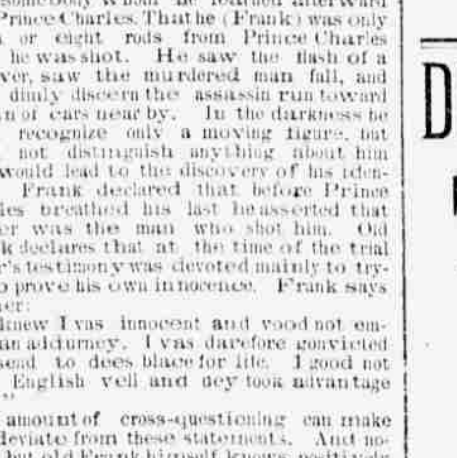 somebody whom he learned afterward
Prince Charles. That he (Frank) was only
or eight rods from Prince Charles
he was shot. He saw the flash of a
ver, saw the murdered man fall, and
dimly discern the assassin run toward
n of cars near by. In the darkness he
recognize only a moving figure, but
not distinguish anything about him
would lead to the discovery of his iden-
Frank declared that before Prince
les breathed his last he asserted that
er was the man who shot him. Old
k declares that at the time of the trial
r's testimony was devoted mainly to try-
o prove his own innocence. Frank says
her:
knew I vas innocent and vood not em-
an addurney. I vas darefore gonvicted
send to dees blace for life. I good not
English vell and dey took advantage
"
amount of cross-questioning can make
deviate from these statements. And no-
but old Frank himself knows positively
D